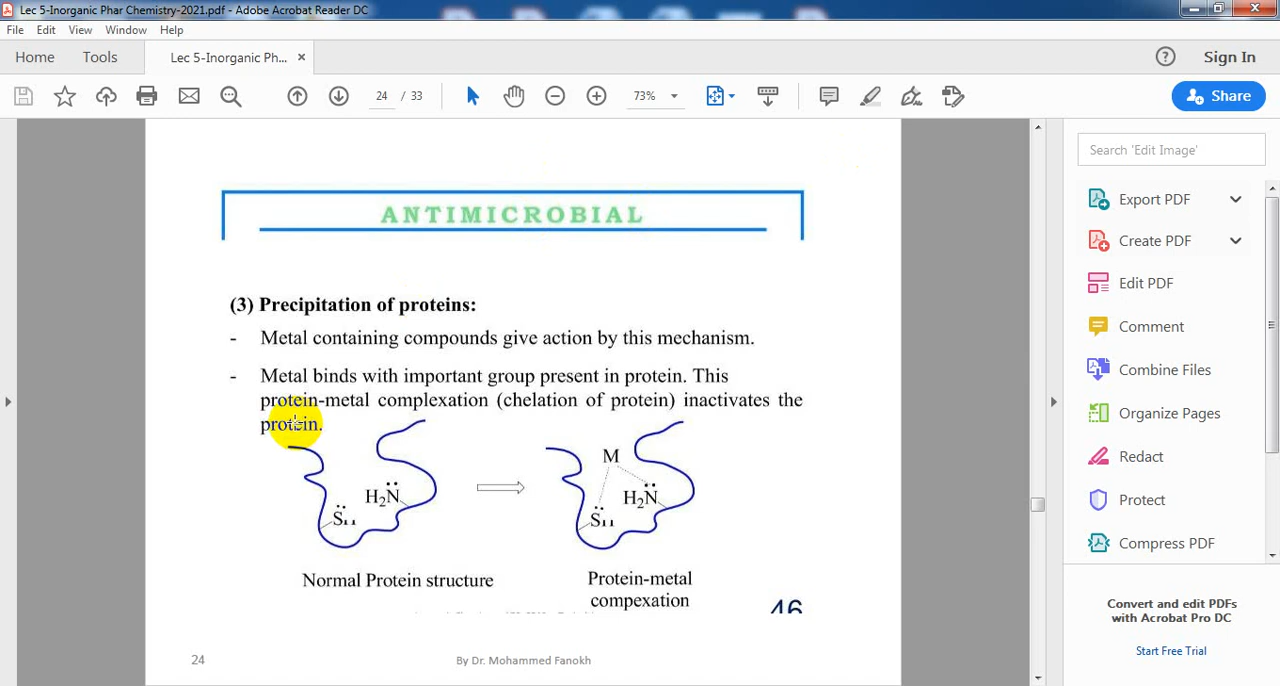 Lec 5-Inorganic Phar Chemistry-2021.pdf - Adobe Acrobat Reader DC
File Edit View Window Help
Home Tools Lec 5-Inorganic Ph... × ? Sign In
24 / 33 73% Share
ANTIMICROBIAL
(3) Precipitation of proteins:
- Metal containing compounds give action by this mechanism.
- Metal binds with important group present in protein. This
protein-metal complexation (chelation of protein) inactivates the
protein.
M
H₂N̈ H₂N̈
Normal Protein structure
Protein-metal
compexation
46
24 By Dr. Mohammed Fanokh
Search 'Edit Image'
Export PDF
Create PDF
Edit PDF
Comment
Combine Files
Organize Pages
Redact
Protect
Compress PDF
Convert and edit PDFs
with Acrobat Pro DC
Start Free Trial